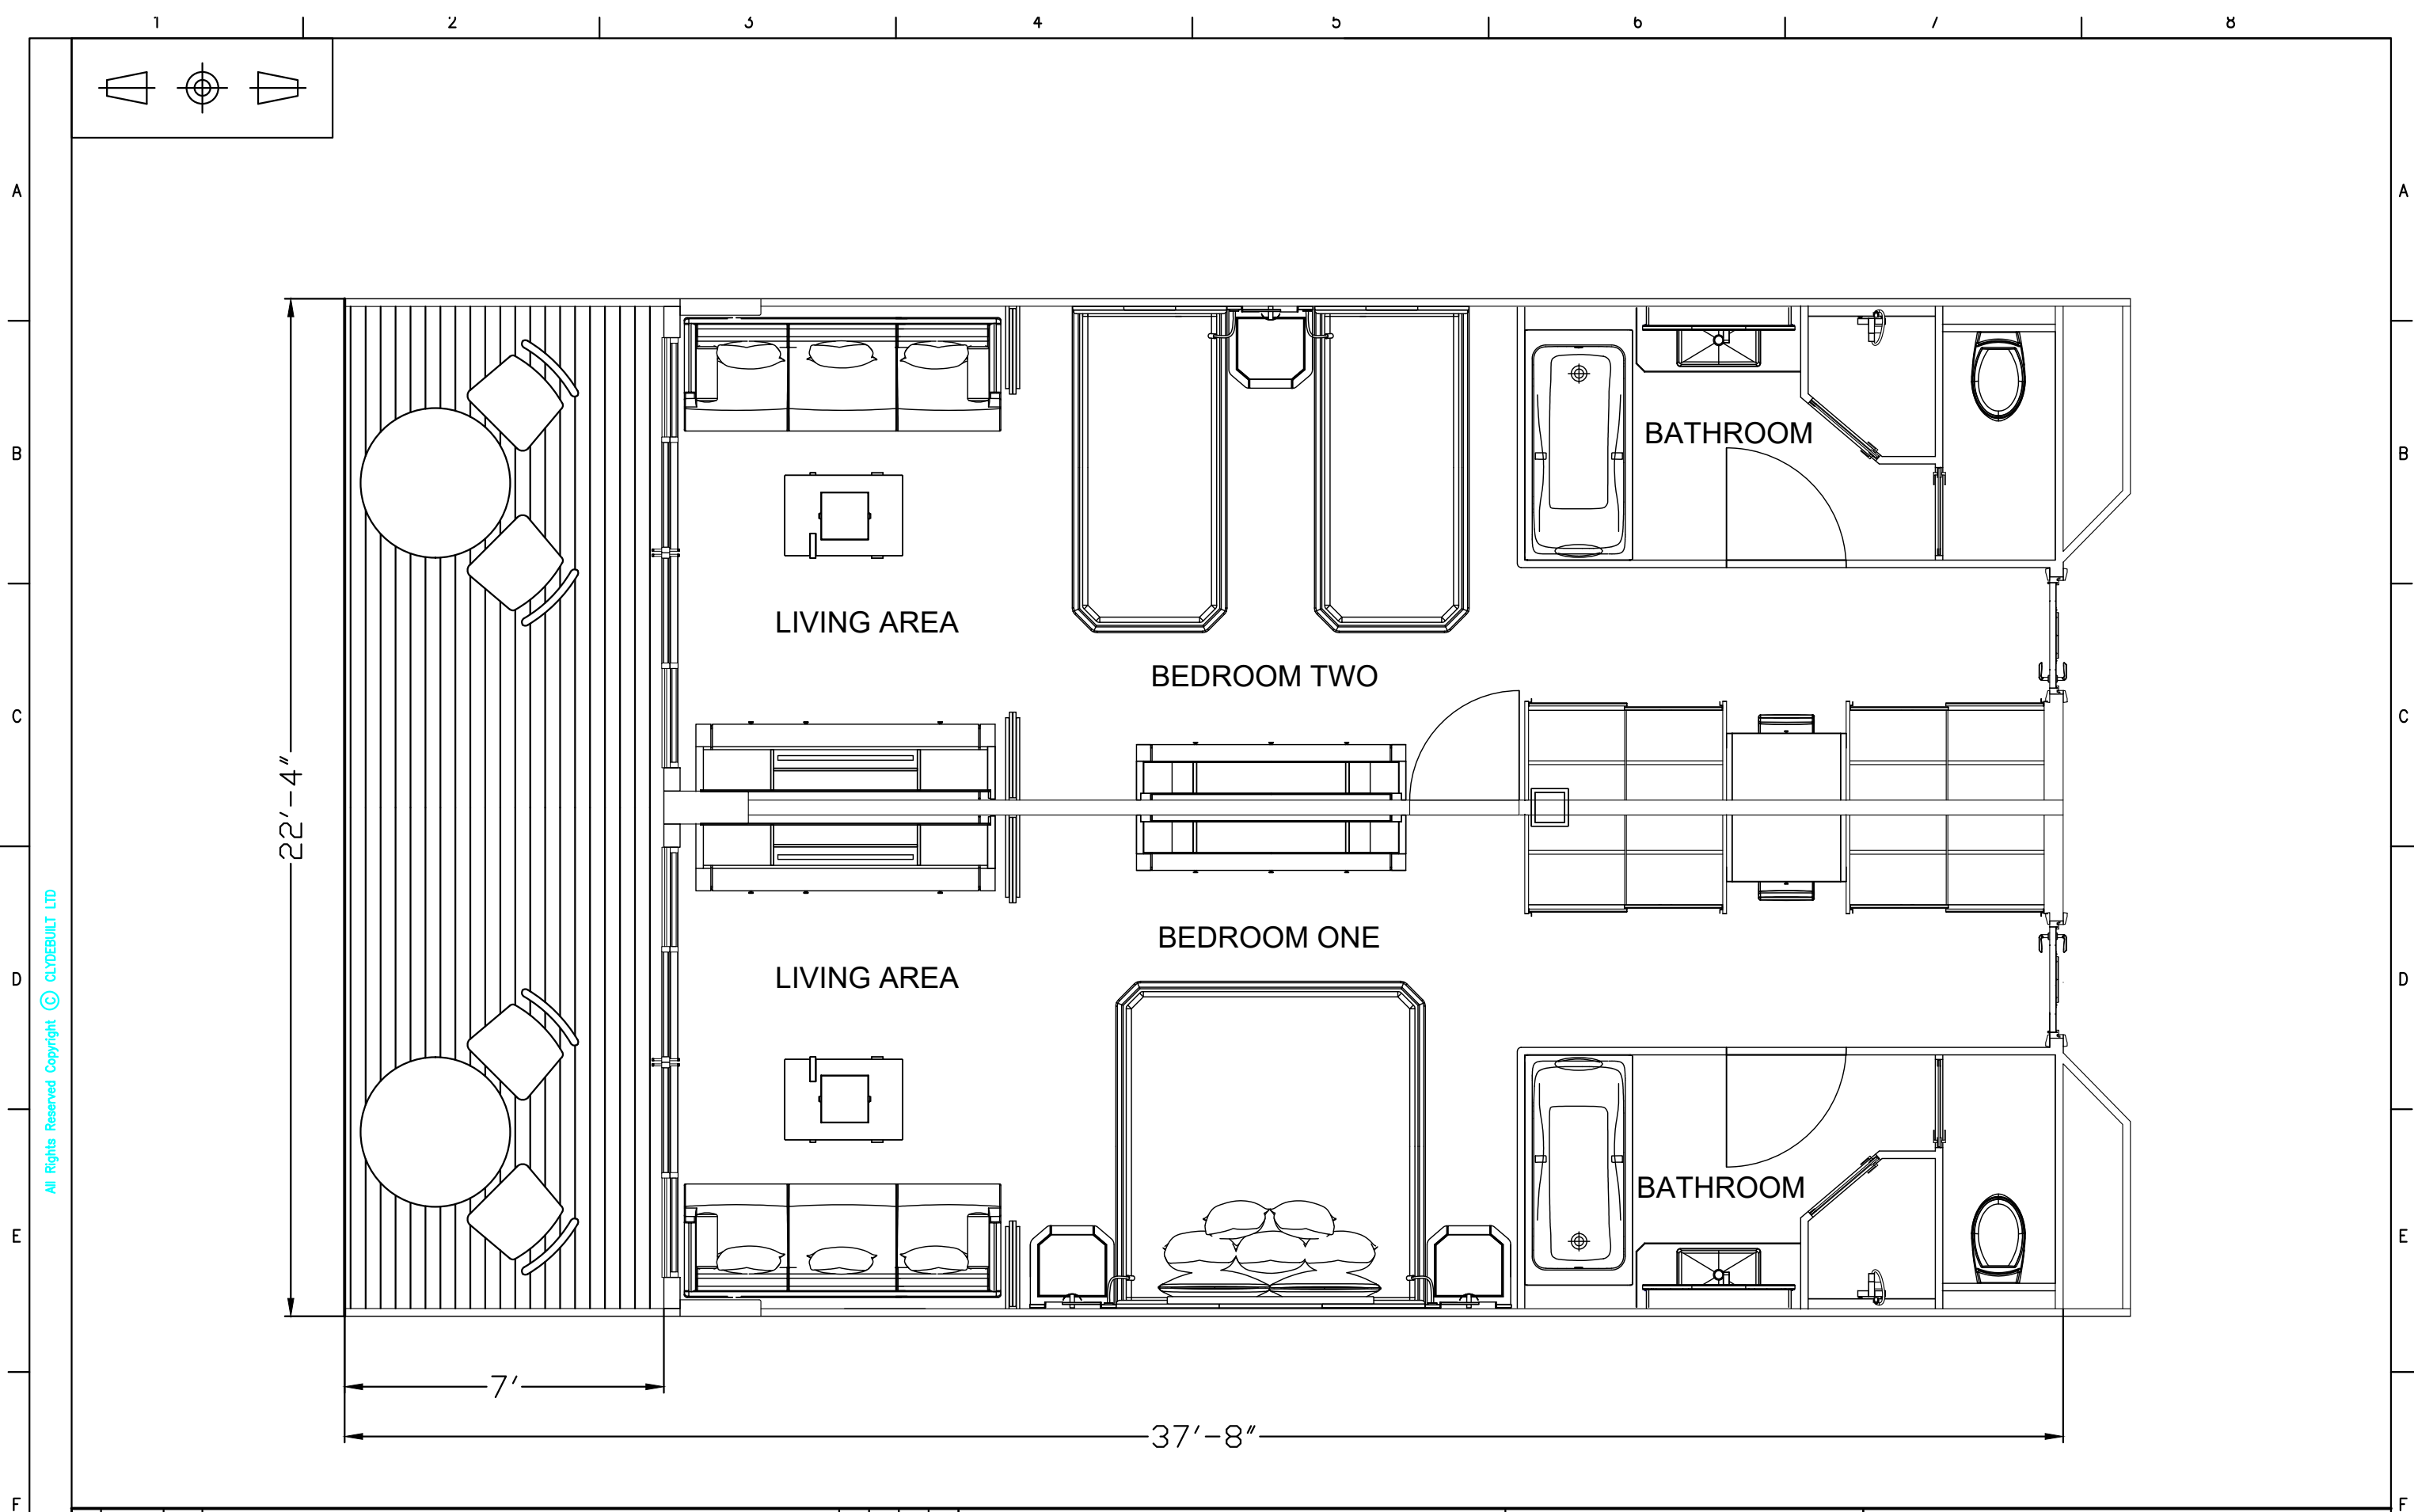 1 2 3 4 5 6 7 8
A A
B BATHROOM B
LIVING AREA
BEDROOM TWO
C C
22'-4"
BEDROOM ONE
D LIVING AREA D
All Rights Reserved Copyright © CLYDEBUILT LTD
BATHROOM
E E
7'
37'-8"
F F